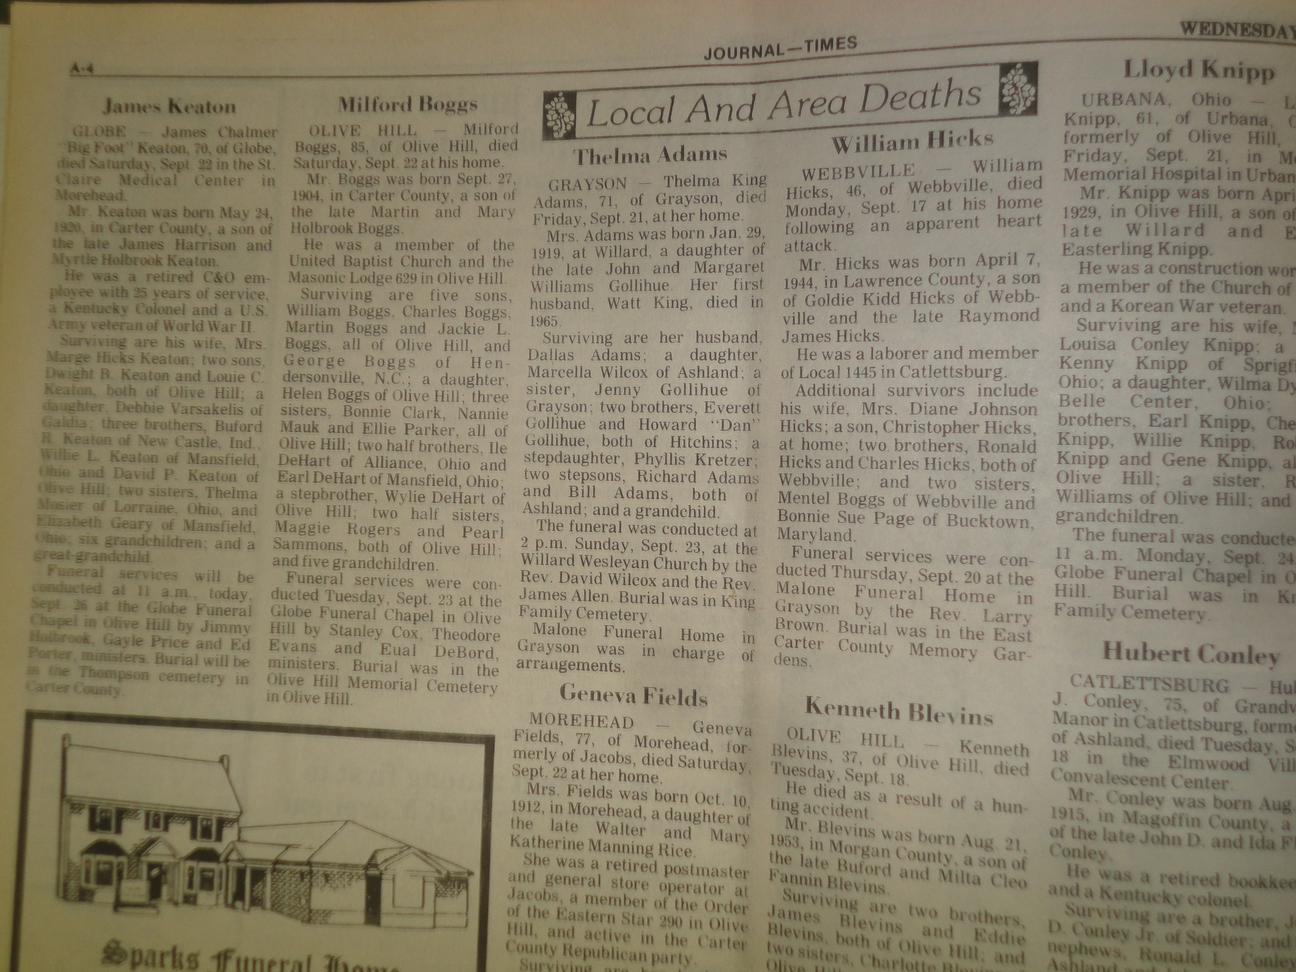 WEDNESDAY
JOURNAL—TIMES
A-4
James Keaton
GLOBE — James Chalmer
"Big Foot" Keaton, 70, of Globe,
died Saturday, Sept. 22 in the St.
Claire Medical Center in
Morehead.
Mr. Keaton was born May 24,
1920, in Carter County, a son of
the late James Harrison and
Myrtle Holbrook Keaton.
He was a retired C&O em-
ployee with 25 years of service,
a Kentucky Colonel and a U.S.
Army veteran of World War II.
Surviving are his wife, Mrs.
Marge Hicks Keaton; two sons,
Dwight B. Keaton and Louie C.
Keaton, both of Olive Hill; a
daughter, Debbie Varsakelis of
three brothers, Buford
R. Keaton of New Castle, Ind.,
Willie L. Keaton of Mansfield,
Ohio and David P. Keaton of
Olive Hill; two sisters, Thelma
Mosier of Lorraine, Ohio, and
Elizabeth Geary of Mansfield,
Ohio; six grandchildren; and a
great-grandchild.
Funeral services will be
conducted at 11 a.m., today,
Sept. 26 at the Globe Funeral
Chapel in Olive Hill by Jimmy
Holbrook, Gayle Price and Ed
Porter, ministers. Burial will be
in the Thompson cemetery in
Carter County.
Milford Boggs
OLIVE HILL — Milford
Boggs, 85, of Olive Hill, died
Saturday, Sept. 22 at his home.
Mr. Boggs was born Sept. 27,
1904, in Carter County, a son of
the late Martin and Mary
Holbrook Boggs.
He was a member of the
United Baptist Church and the
Masonic Lodge 629 in Olive Hill.
Surviving are five sons,
William Boggs, Charles Boggs,
Martin Boggs and Jackie L.
Boggs, all of Olive Hill, and
George Boggs of Hen-
dersonville, N.C.; a daughter,
Helen Boggs of Olive Hill; three
sisters, Bonnie Clark, Nannie
Mauk and Ellie Parker, all of
Olive Hill; two half brothers, Ile
DeHart of Alliance, Ohio and
Earl DeHart of Mansfield, Ohio;
a stepbrother, Wylie DeHart of
Olive Hill; two half sisters,
Maggie Rogers and Pearl
Sammons, both of Olive Hill;
and five grandchildren.
Funeral services were con-
ducted Tuesday, Sept. 23 at the
Globe Funeral Chapel in Olive
Hill by Stanley Cox, Theodore
Evans and Eual DeBord,
ministers. Burial was in the
Olive Hill Memorial Cemetery
in Olive Hill.
Sparks Funeral Home
Local And Area Deaths
Thelma Adams
GRAYSON — Thelma King
Adams, 71, of Grayson, died
Friday, Sept. 21, at her home.
Mrs. Adams was born Jan. 29,
1919, at Willard, a daughter of
the late John and Margaret
Williams Gollihue. Her first
husband, Watt King, died in
1965.
Surviving are her husband,
Dallas Adams; a daughter,
Marcella Wilcox of Ashland; a
sister, Jenny Gollihue of
Grayson; two brothers, Everett
Gollihue and Howard "Dan"
Gollihue, both of Hitchins; a
stepdaughter, Phyllis Kretzer;
two stepsons, Richard Adams
and Bill Adams, both of
Ashland; and a grandchild.
The funeral was conducted at
2 p.m. Sunday, Sept. 23, at the
Willard Wesleyan Church by the
Rev. David Wilcox and the Rev.
James Allen. Burial was in King
Family Cemetery.
Malone Funeral Home in
Grayson was in charge of
arrangements.
Geneva Fields
MOREHEAD — Geneva
Fields, 77, of Morehead, for-
merly of Jacobs, died Saturday,
Sept. 22 at her home.
Mrs. Fields was born Oct. 10,
1912, in Morehead, a daughter of
the late Walter and Mary
Katherine Manning Rice.
She was a retired postmaster
and general store operator at
Jacobs, a member of the Order
of the Eastern Star 290 in Olive
Hill, and active in the Carter
County Republican party.
Surviving are
William Hicks
WEBBVILLE — William
Hicks, 46, of Webbville, died
Monday, Sept. 17 at his home
following an apparent heart
attack.
Mr. Hicks was born April 7,
1944, in Lawrence County, a son
of Goldie Kidd Hicks of Webb-
ville and the late Raymond
James Hicks.
He was a laborer and member
of Local 1445 in Catlettsburg.
Additional survivors include
his wife, Mrs. Diane Johnson
Hicks; a son, Christopher Hicks,
at home; two brothers, Ronald
Hicks and Charles Hicks, both of
Webbville; and two sisters,
Mentel Boggs of Webbville and
Bonnie Sue Page of Bucktown,
Maryland.
Funeral services were con-
ducted Thursday, Sept. 20 at the
Malone Funeral Home in
Grayson by the Rev. Larry
Brown. Burial was in the East
Carter County Memory Gar-
dens.
Kenneth Blevins
OLIVE HILL — Kenneth
Blevins, 37, of Olive Hill, died
Tuesday, Sept. 18.
He died as a result of a hun-
ting accident.
Mr. Blevins was born Aug. 21,
1953, in Morgan County, a son of
the late Buford and Milta Cleo
Fannin Blevins.
Surviving are two brothers,
James Blevins and Eddie
Blevins, both of Olive Hill; and
two sisters, Charlotte
Lloyd Knipp
URBANA, Ohio — L
Knipp, 61, of Urbana,
formerly of Olive Hill,
Friday, Sept. 21, in M
Memorial Hospital in Urban
Mr. Knipp was born Apri
1929, in Olive Hill, a son of
late Willard and E
Easterling Knipp.
He was a construction wor
a member of the Church of
and a Korean War veteran.
Surviving are his wife,
Louisa Conley Knipp; a
Kenny Knipp of Sprigfi
Ohio; a daughter, Wilma Dy
Belle Center, Ohio;
brothers, Earl Knipp, Che
Knipp, Willie Knipp, Ro
Knipp and Gene Knipp, al
Olive Hill; a sister, R
Williams of Olive Hill; and
grandchildren.
The funeral was conducte
11 a.m. Monday, Sept. 24
Globe Funeral Chapel in O
Hill. Burial was in K
Family Cemetery.
Hubert Conley
CATLETTSBURG — Hu
J. Conley, 75, of Grandv
Manor in Catlettsburg, form
of Ashland, died Tuesday, S
18 in the Elmwood Vill
Convalescent Center.
Mr. Conley was born Aug.
1915, in Magoffin County, a
of the late John D. and Ida F
Conley.
He was a retired bookkee
and a Kentucky colonel.
Surviving are a brother, J
D. Conley Jr. of Soldier; and
nephews, Ronald L. Conley